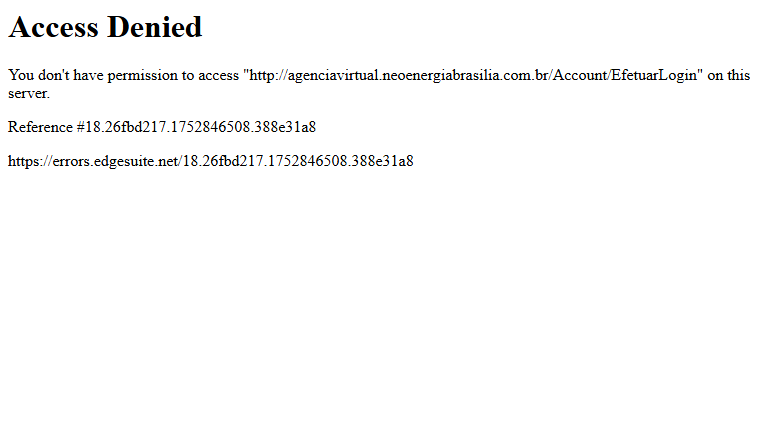 Access Denied
You don't have permission to access "http://agenciavirtual.neoenergiabrasilia.com.br/Account/EfetuarLogin" on this
server.
Reference #18.26fbd217.1752846508.388e31a8
https://errors.edgesuite.net/18.26fbd217.1752846508.388e31a8